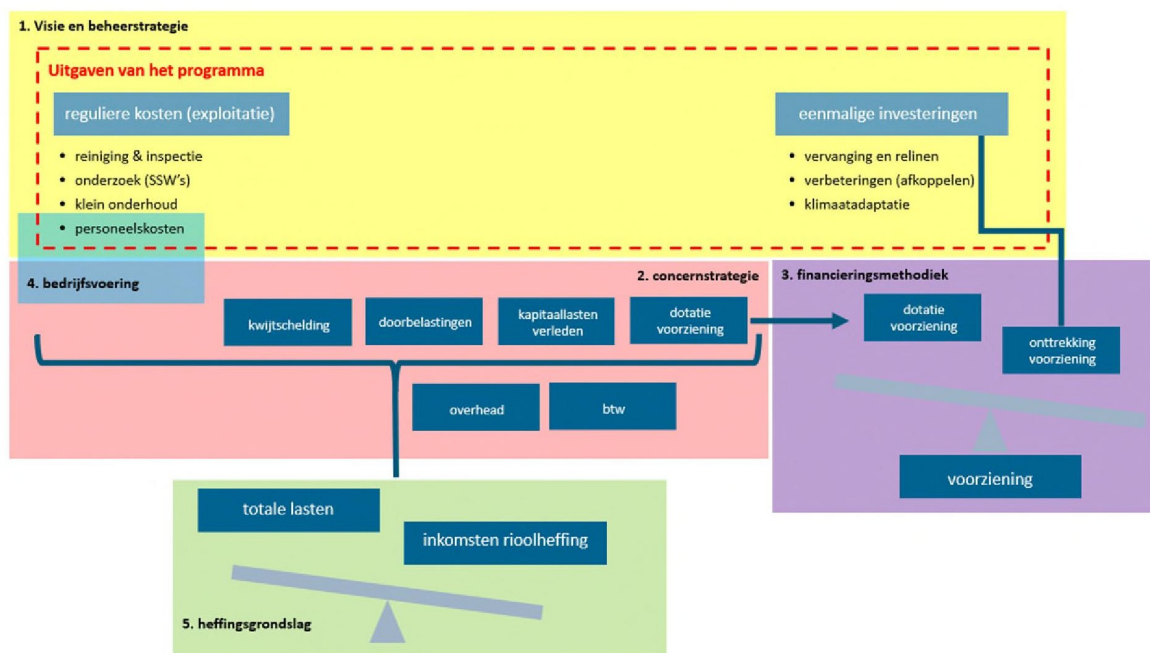 1. Visie en beheerstrategie
Uitgaven van het programma
reguliere kosten (exploitatie)
• reiniging & inspectie
• onderzoek (SSW's)
• klein onderhoud
• personeelskosten
eenmalige investeringen
• vervanging en relinen
• verbeteringen (afkoppelen)
• klimaatadaptatie
4. bedrijfsvoering
2. concernstrategie
kwijtschelding
doorbelastingen
kapitaallasten
verleden
dotatie
voorziening
overhead
btw
3. financieringsmethodiek
dotatie
voorziening
onttrekking
voorziening
voorziening
totale lasten
inkomsten rioolheffing
5. heffingsgrondslag